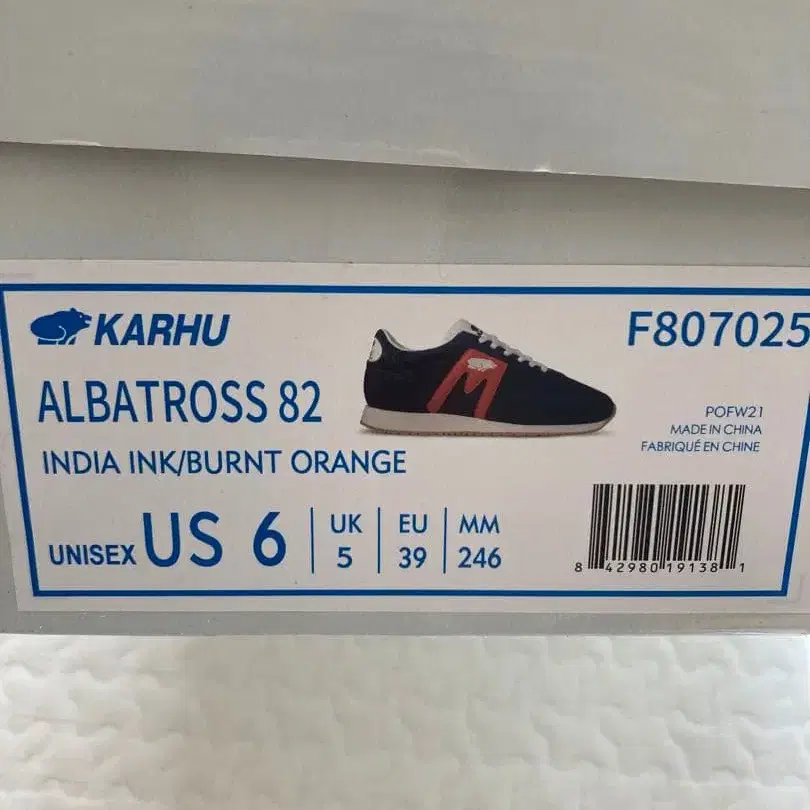 KARHU
F807025
ALBATROSS 82
INDIA INK/BURNT ORANGE
POFW21
MADE IN CHINA
FABRIQUÉ EN CHINE
UNISEX US 6
UK
5
EU
39
MM
246
8 42980 19138 1